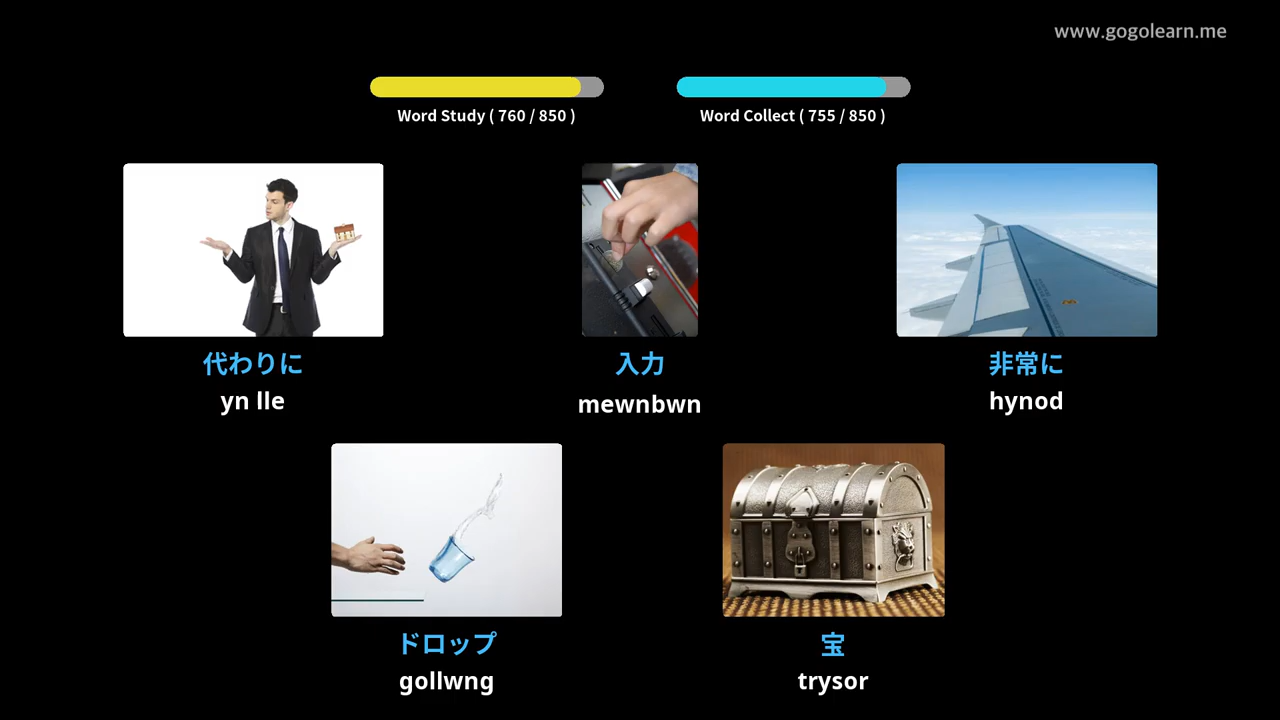 www.gogolearn.me
Word Study ( 760 / 850 )
Word Collect ( 755 / 850 )
代わりに
yn lle
入力
mewnbwn
非常に
hynod
ドロップ
gollwng
宝
trysor